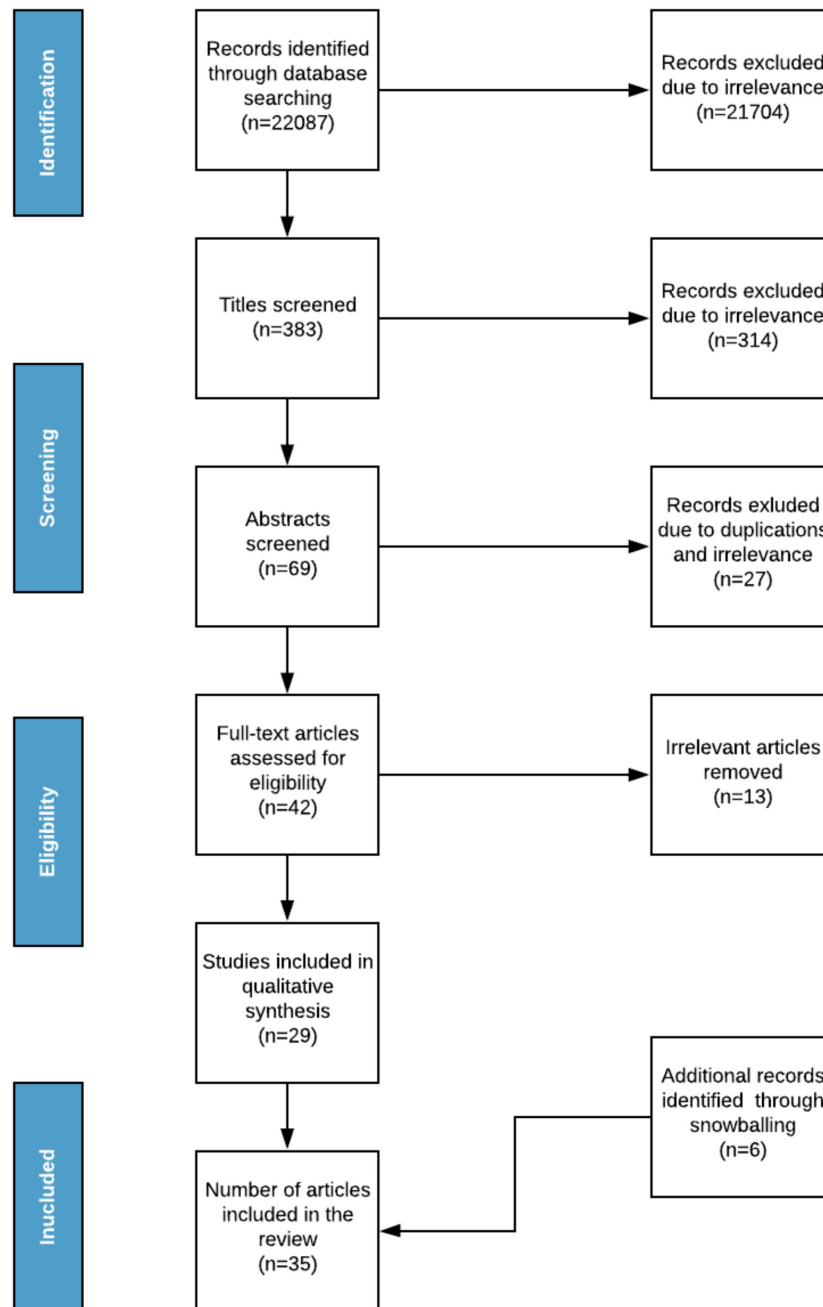 Identification
Records identified
through database
searching
(n=22087)
Records excluded
due to irrelevance
(n=21704)
Titles screened
(n=383)
Records excluded
due to irrelevance
(n=314)
Screening
Abstracts
screened
(n=69)
Records exluded
due to duplications
and irrelevance
(n=27)
Eligibility
Full-text articles
assessed for
eligibility
(n=42)
Irrelevant articles
removed
(n=13)
Studies included in
qualitative
synthesis
(n=29)
Additional records
identified through
snowballing
(n=6)
Inucluded
Number of articles
included in the
review
(n=35)